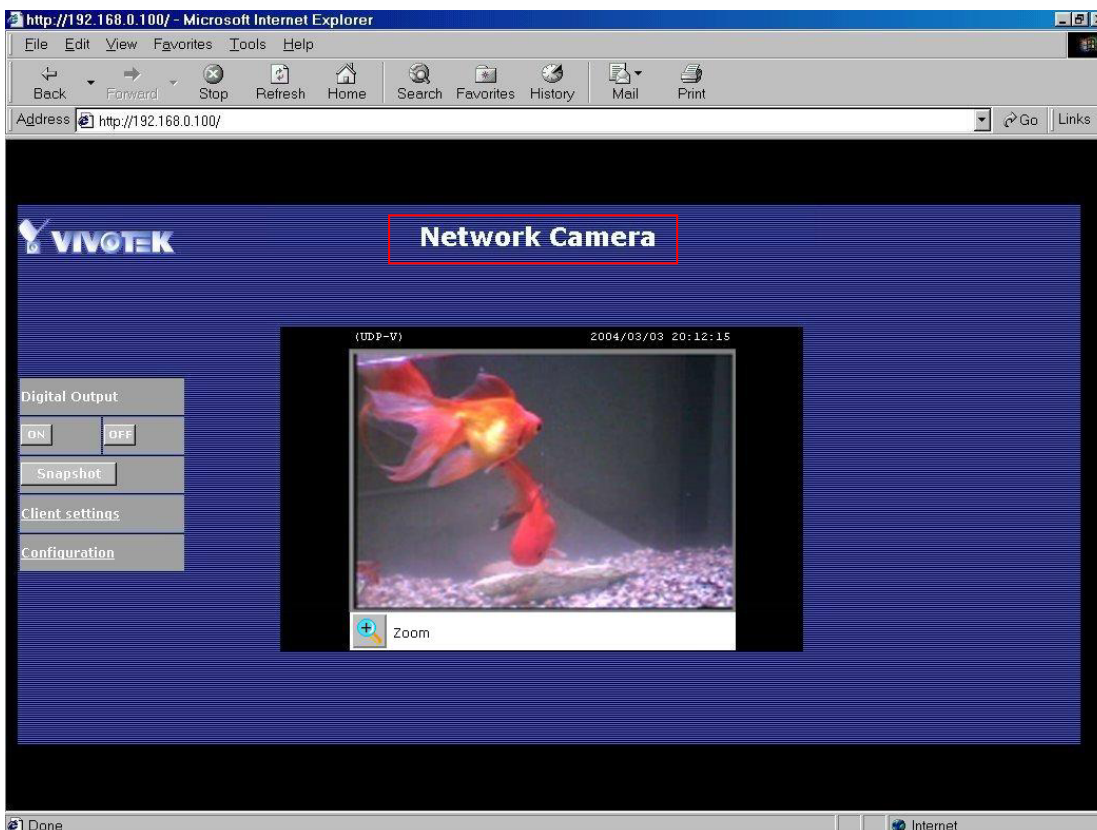 http://192.168.0.100/ - Microsoft Internet Explorer
File Edit View Favorites Tools Help
Back Forward Stop Refresh Home Search Favorites History Mail Print
Address http://192.168.0.100/ Go Links
VIVOTEK
Network Camera
(UDP-V) 2004/03/03 20:12:15
Digital Output
ON OFF
Snapshot
Client settings
Configuration
Zoom
Done Internet